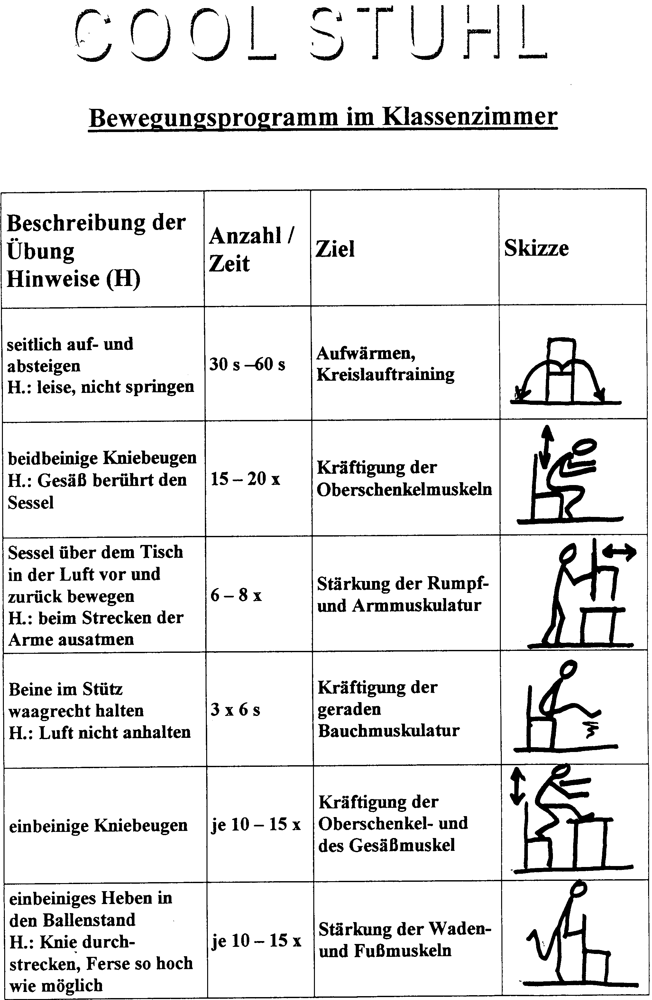 COOL STUHL
Bewegungsprogramm im Klassenzimmer
Beschreibung der
Übung
Hinweise (H)
Anzahl /
Zeit
Ziel
Skizze
seitlich auf- und
absteigen
H.: leise, nicht springen
30 s –60 s
Aufwärmen,
Kreislauftraining
beidbeinige Kniebeugen
H.: Gesäß berührt den
Sessel
15 – 20 x
Kräftigung der
Oberschenkelmuskeln
Sessel über dem Tisch
in der Luft vor und
zurück bewegen
H.: beim Strecken der
Arme ausatmen
6 – 8 x
Stärkung der Rumpf-
und Armmuskulatur
Beine im Stütz
waagrecht halten
H.: Luft nicht anhalten
3 x 6 s
Kräftigung der
geraden
Bauchmuskulatur
einbeinige Kniebeugen
je 10 – 15 x
Kräftigung der
Oberschenkel- und
des Gesäßmuskel
einbeiniges Heben in
den Ballenstand
H.: Knie durch-
strecken, Ferse so hoch
wie möglich
je 10 – 15 x
Stärkung der Waden-
und Fußmuskeln